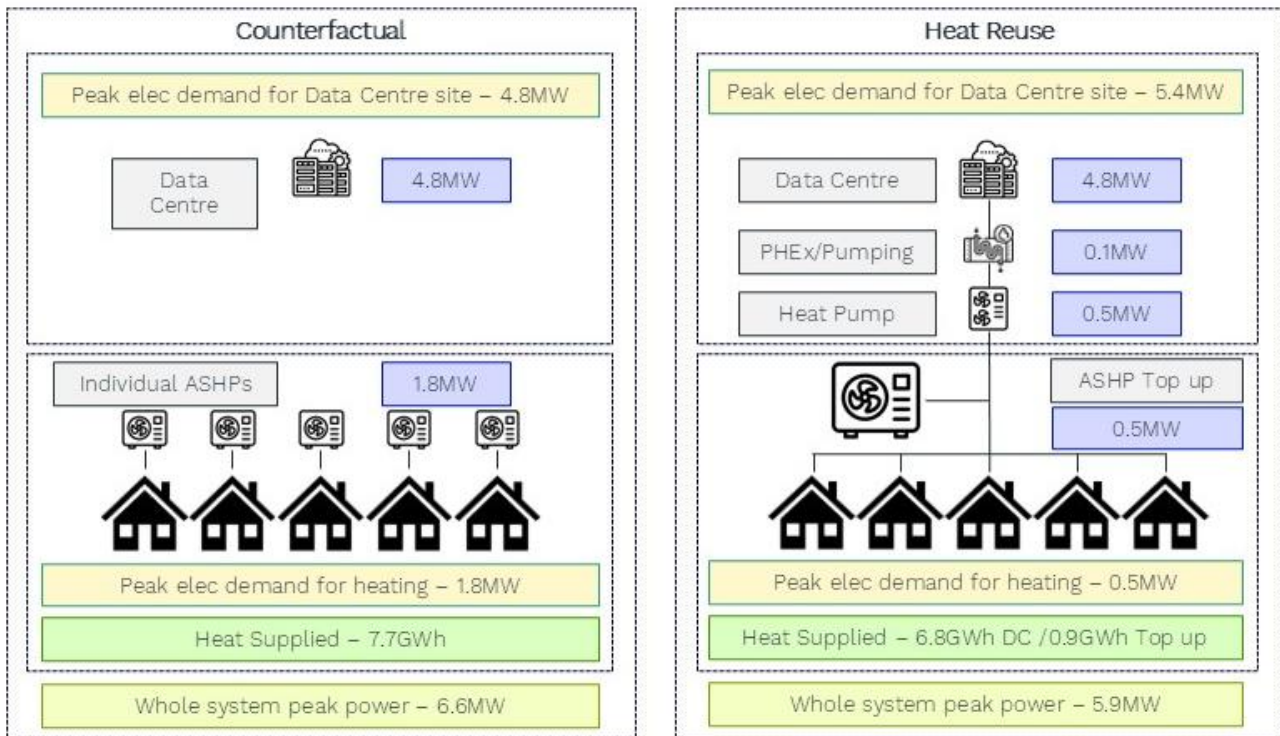 Counterfactual
Peak elec demand for Data Centre site – 4.8MW
Data
Centre
4.8MW
Individual ASHPs
1.8MW
Peak elec demand for heating – 1.8MW
Heat Supplied – 7.7GWh
Whole system peak power – 6.6MW
Heat Reuse
Peak elec demand for Data Centre site – 5.4MW
Data Centre
4.8MW
PHEx/Pumping
0.1MW
Heat Pump
0.5MW
ASHP Top up
0.5MW
Peak elec demand for heating – 0.5MW
Heat Supplied – 6.8GWh DC /0.9GWh Top up
Whole system peak power – 5.9MW